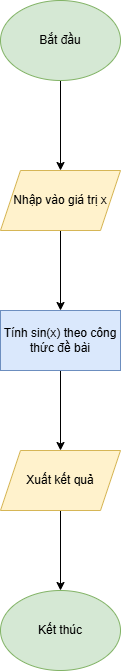 Bắt đầu
Nhập vào giá trị x
Tính sin(x) theo công
thức đề bài
Xuất kết quả
Kết thúc